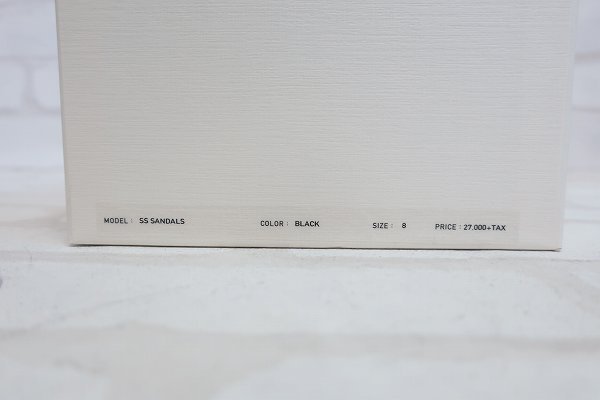 MODEL : SS SANDALS COLOR : BLACK SIZE : 8 PRICE : 27.000+TAX